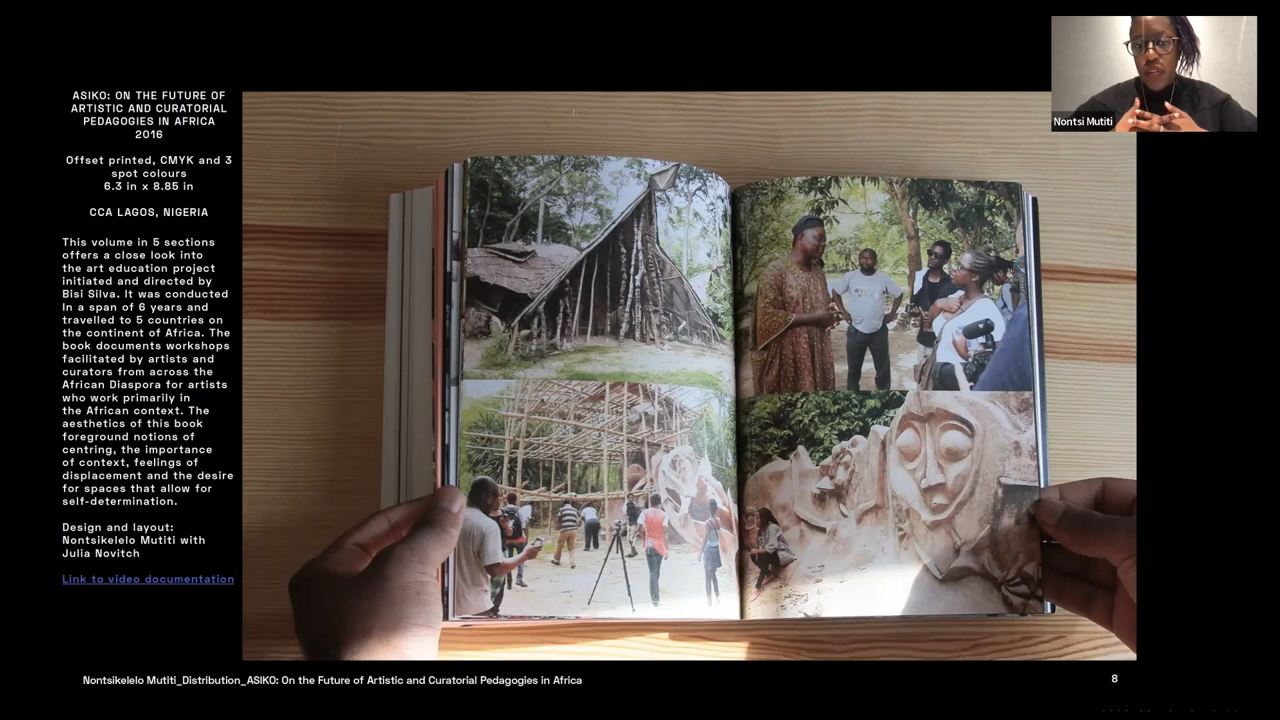 ASIKO: ON THE FUTURE OF
ARTISTIC AND CURATORIAL
PEDAGOGIES IN AFRICA
2016
Offset printed, CMYK and 3
spot colours
6.3 in x 8.85 in
CCA LAGOS, NIGERIA
This volume in 5 sections
offers a close look into
the art education project
initiated and directed by
Bisi Silva. It was conducted
In a span of 6 years and
travelled to 5 countries on
the continent of Africa. The
book documents workshops
facilitated by artists and
curators from across the
African Diaspora for artists
who work primarily in
the African context. The
aesthetics of this book
foreground notions of
centring, the importance
of context, feelings of
displacement and the desire
for spaces that allow for
self-determination.
Design and layout:
Nontsikelelo Mutiti with
Julia Novitch
Link to video documentation
Nontsi Mutiti
Nontsikelelo Mutiti_Distribution_ASIKO: On the Future of Artistic and Curatorial Pedagogies in Africa
8